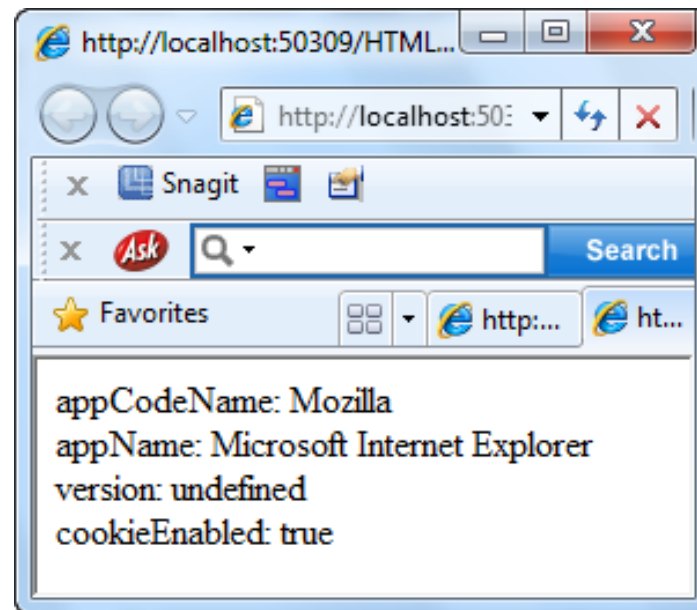 http://localhost:50309/HTML...
http://localhost:503
x Snagit
x Ask Search
Favorites http:... ht...
appCodeName: Mozilla
appName: Microsoft Internet Explorer
version: undefined
cookieEnabled: true